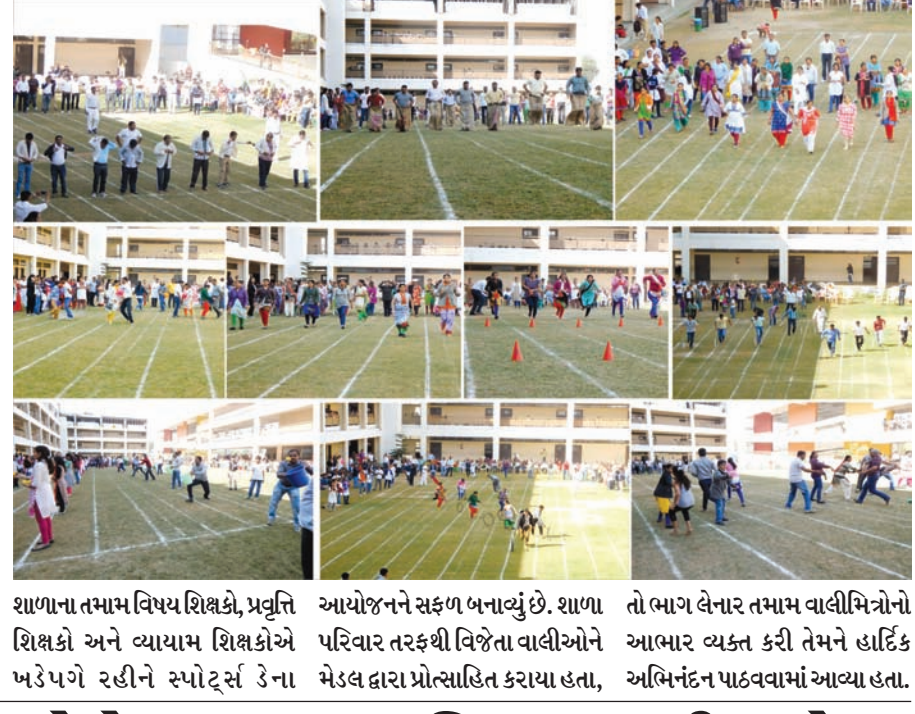 શાળાના તમામ વિષય શિક્ષકો, પ્રવૃત્તિ
શિક્ષકો અને વ્યાયામ શિક્ષકોએ
ખડેપગે રહીને સ્પોર્ટ્સ ડેના
આયોજનને સફળ બનાવ્યું છે. શાળા
પરિવાર તરફથી વિજેતા વાલીઓને
મેડલ દ્વારા પ્રોત્સાહિત કરાયા હતા,
તો ભાગ લેનાર તમામ વાલીમિત્રોનો
આભાર વ્યક્ત કરી તેમને હાર્દિક
અભિનંદન પાઠવવામાં આવ્યા હતા.